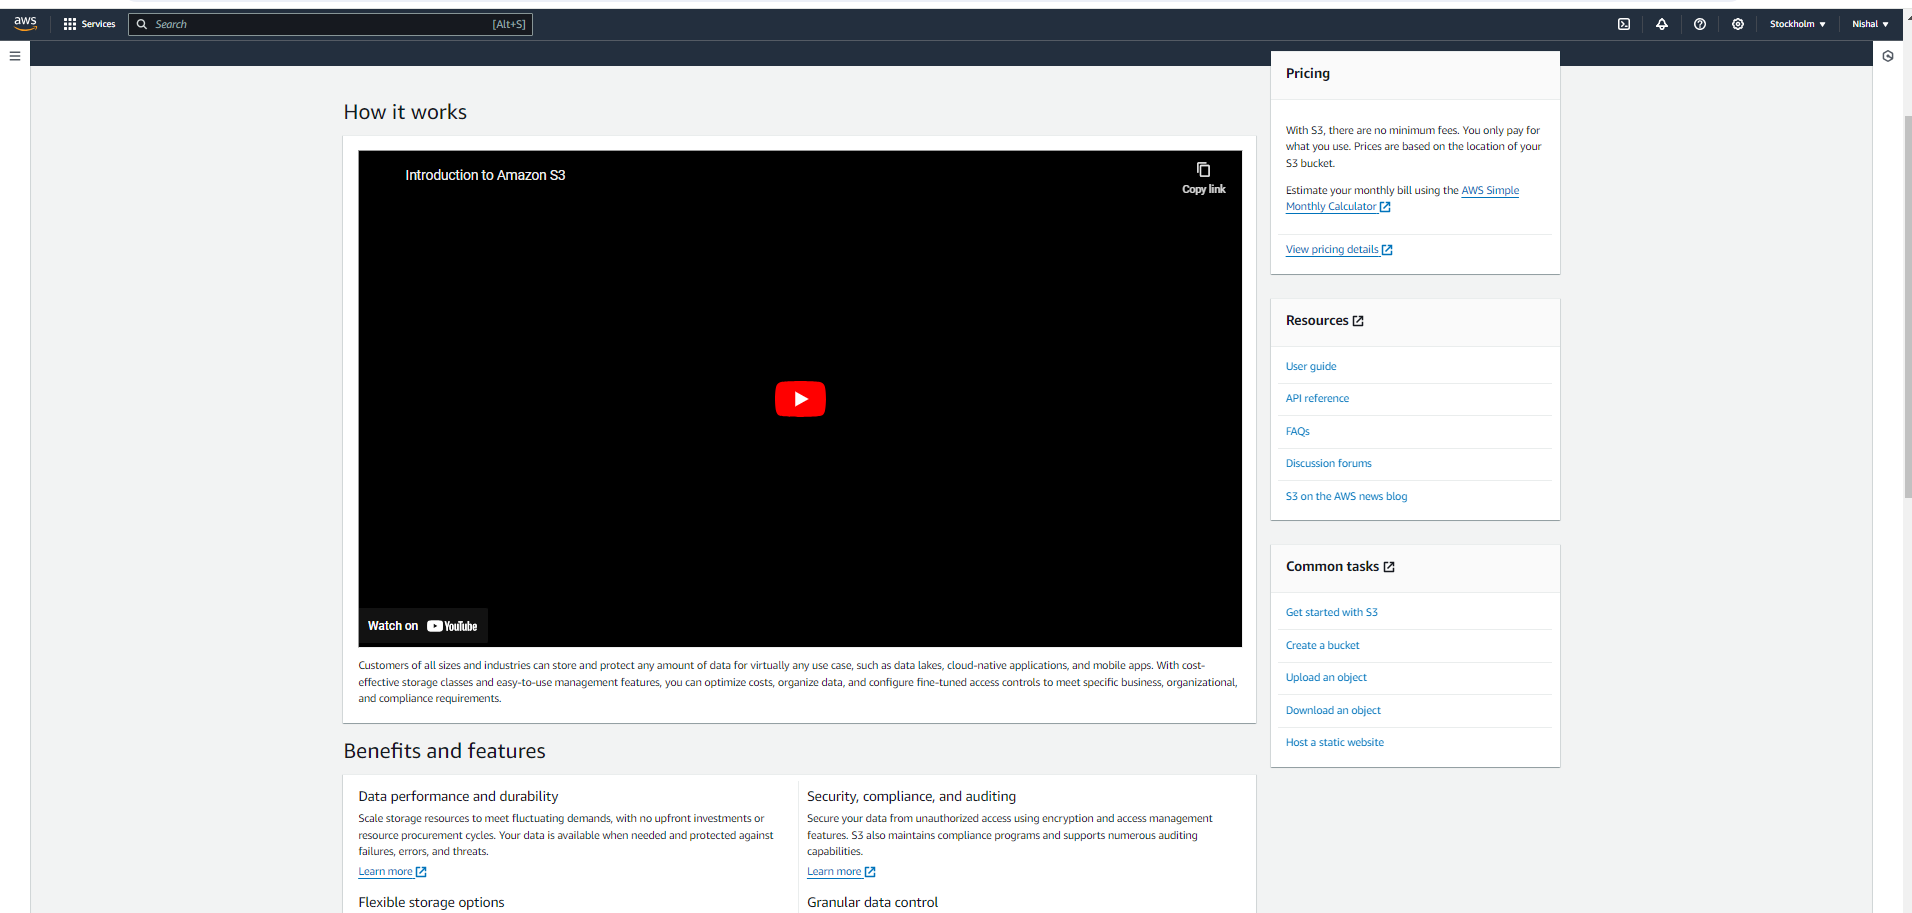 aws
Services
Search
[Alt+S]
Stockholm
Nishal
How it works
Introduction to Amazon S3
Copy link
Watch on YouTube
Customers of all sizes and industries can store and protect any amount of data for virtually any use case, such as data lakes, cloud-native applications, and mobile apps. With cost-
effective storage classes and easy-to-use management features, you can optimize costs, organize data, and configure fine-tuned access controls to meet specific business, organizational,
and compliance requirements.
Benefits and features
Data performance and durability
Scale storage resources to meet fluctuating demands, with no upfront investments or
resource procurement cycles. Your data is available when needed and protected against
failures, errors, and threats.
Learn more
Security, compliance, and auditing
Secure your data from unauthorized access using encryption and access management
features. S3 also maintains compliance programs and supports numerous auditing
capabilities.
Learn more
Flexible storage options
Granular data control
Pricing
With S3, there are no minimum fees. You only pay for
what you use. Prices are based on the location of your
S3 bucket.
Estimate your monthly bill using the AWS Simple
Monthly Calculator
View pricing details
Resources
User guide
API reference
FAQs
Discussion forums
S3 on the AWS news blog
Common tasks
Get started with S3
Create a bucket
Upload an object
Download an object
Host a static website